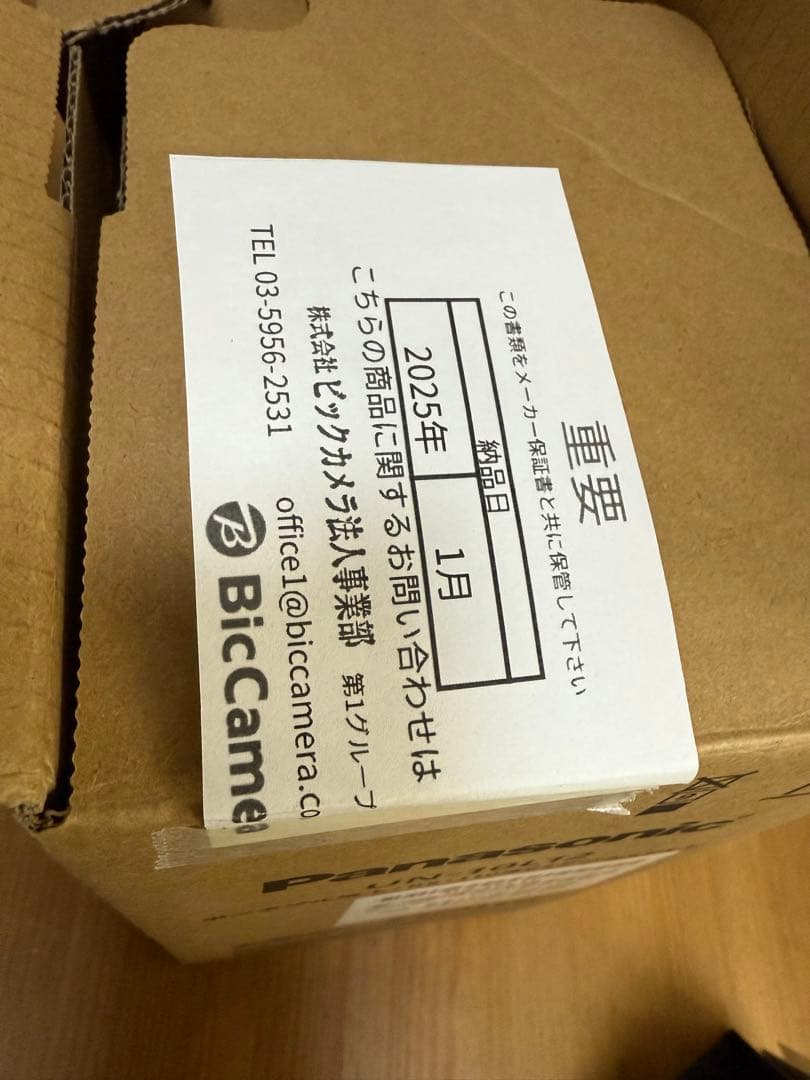 重要
この書類をメーカー保証書と共に保管して下さい
納品日
2025年 1月
こちらの商品に関するお問い合わせは
株式会社ビックカメラ法人事業部 第1グループ
TEL 03-5956-2531 office1@biccamera.co
BicCame
Panasonic